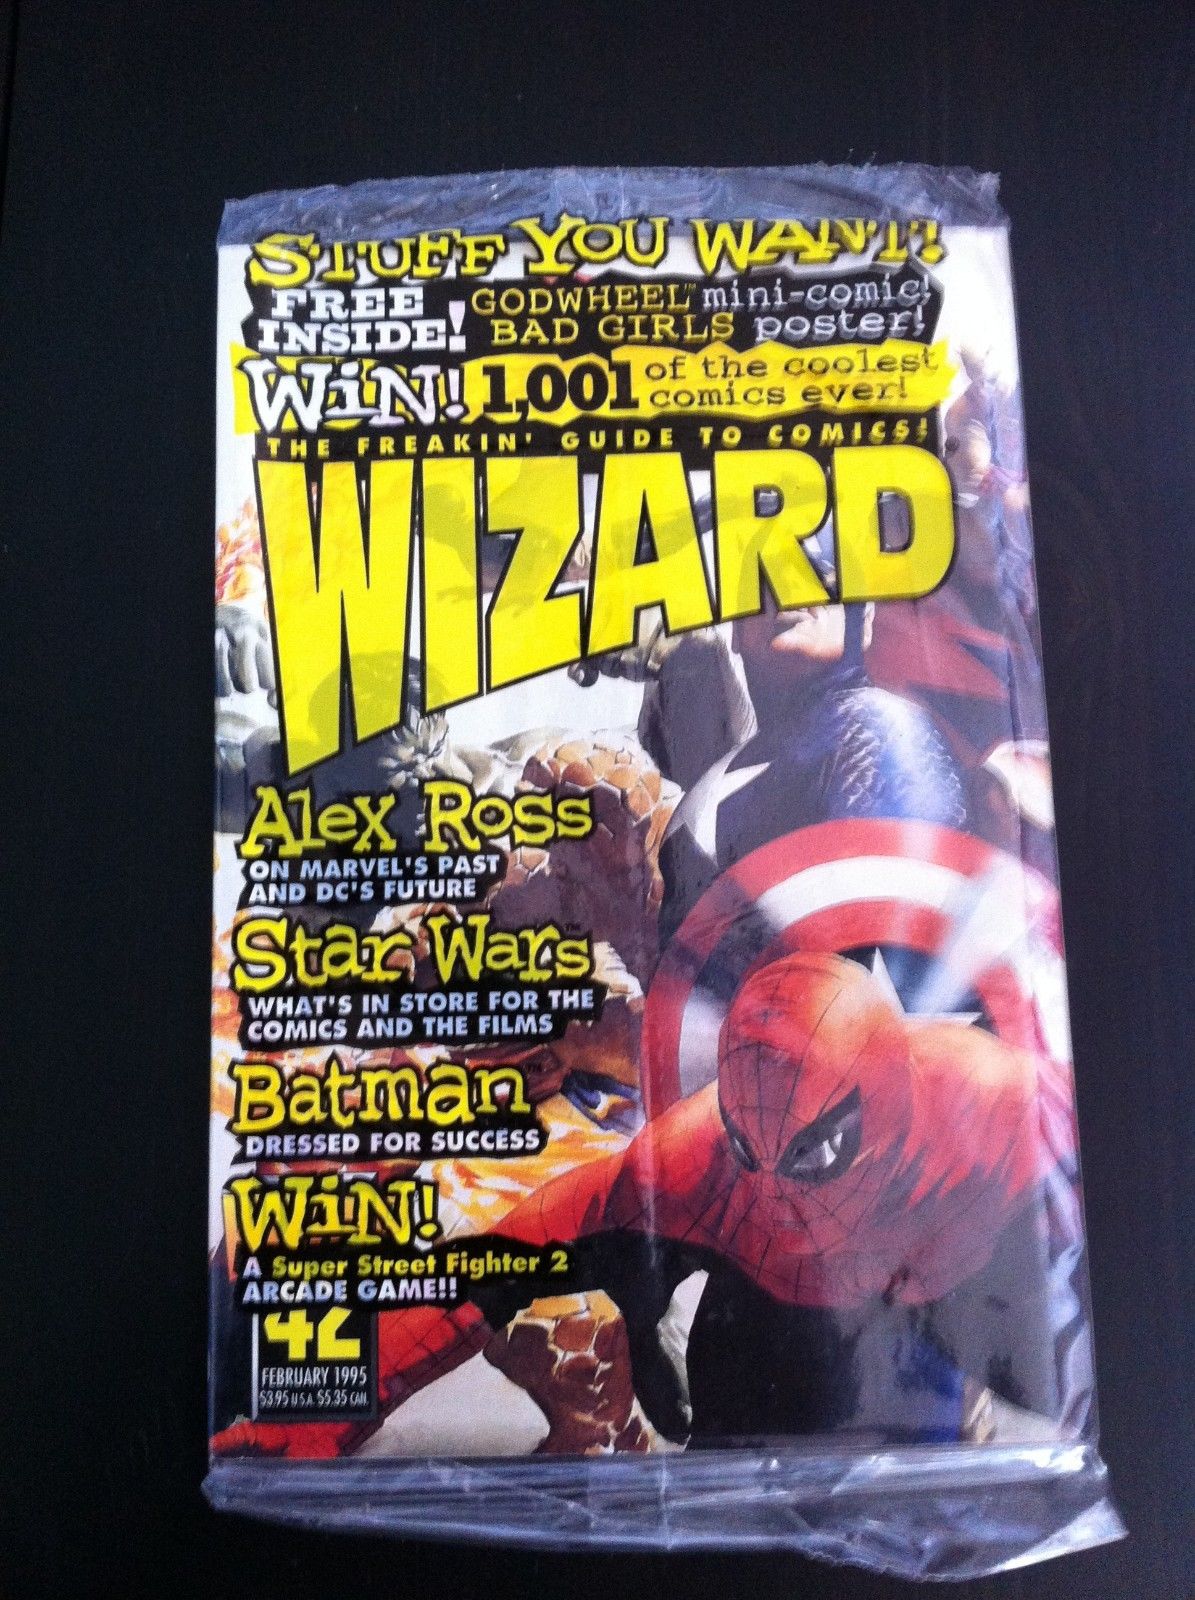 STUFF YOU WANT!
FREE INSIDE! GODWHEEL™ mini-comic!
BAD GIRLS poster!
WiN! 1,001 of the coolest comics ever!
THE FREAKIN' GUIDE TO COMICS!
WIZARD
Alex Ross
ON MARVEL'S PAST
AND DC'S FUTURE
Star Wars™
WHAT'S IN STORE FOR THE
COMICS AND THE FILMS
Batman™
DRESSED FOR SUCCESS
WiN!
A Super Street Fighter 2
ARCADE GAME!!
42
FEBRUARY 1995
$3.95 U.S.A. $5.35 CAN.